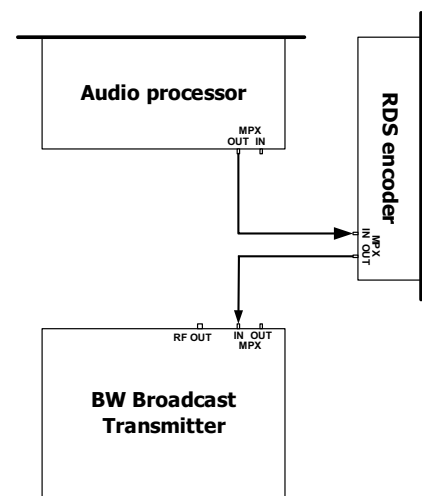 Audio processor
MPX
OUT IN
RDS encoder
MPX
IN OUT
RF OUT
IN OUT
MPX
BW Broadcast
Transmitter